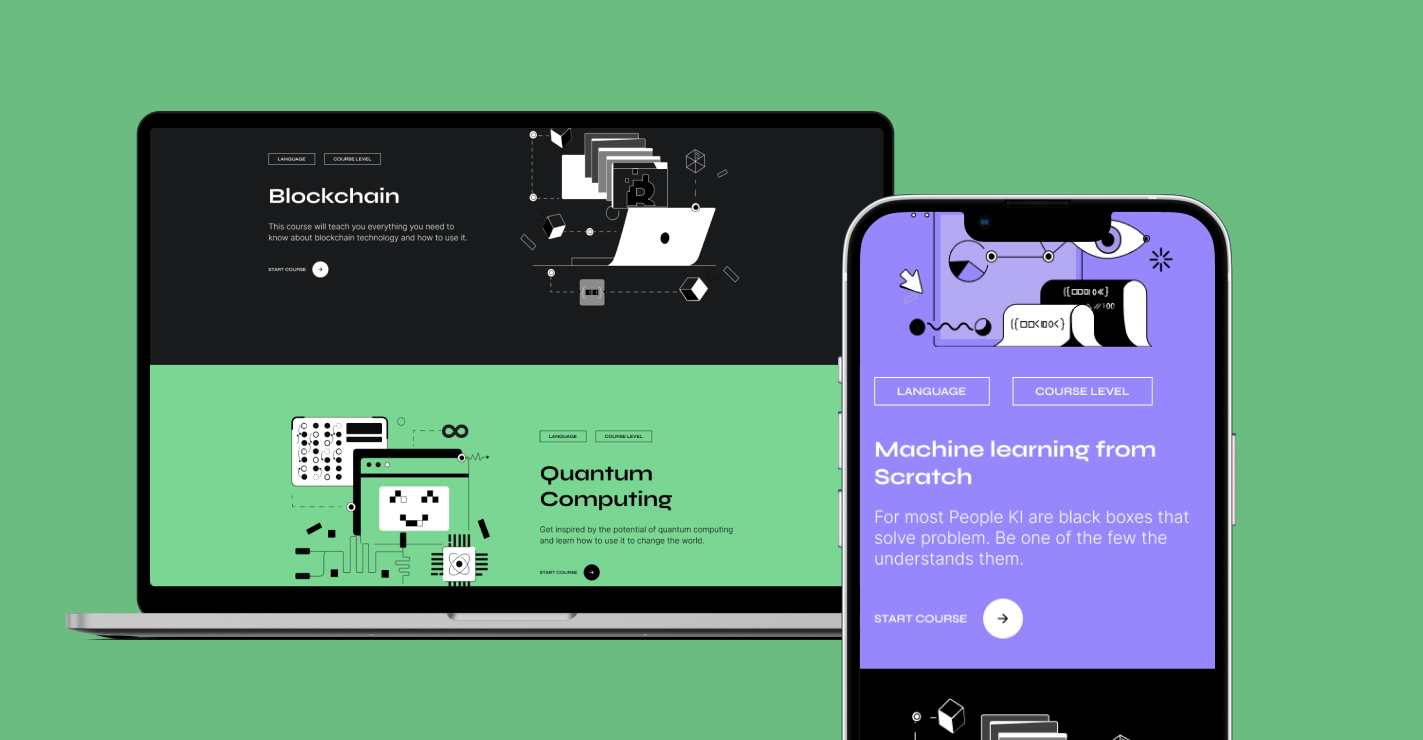 LANGUAGE
COURSE LEVEL
Blockchain
This course will teach you everything you need to
know about blockchain technology and how to use it.
START COURSE
LANGUAGE
COURSE LEVEL
Quantum
Computing
Get inspired by the potential of quantum computing
and learn how to use it to change the world.
START COURSE
LANGUAGE
COURSE LEVEL
Machine learning from
Scratch
For most People KI are black boxes that
solve problem. Be one of the few the
understands them.
START COURSE